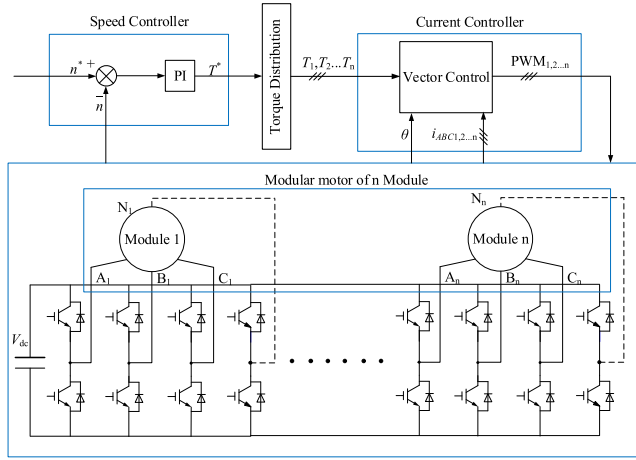 Speed Controller
Current Controller
n* +
−
n
PI
T*
Torque Distribution
T1,T2...Tn
Vector Control
PWM1,2...n
θ
iABC1,2...n
Modular motor of n Module
N1
Module 1
A1
B1
C1
Nn
Module n
An
Bn
Cn
Vdc